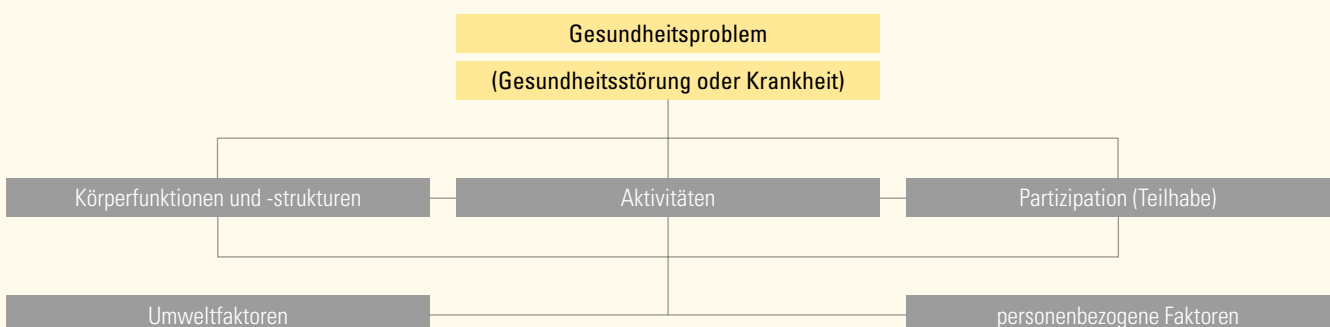 Gesundheitsproblem
(Gesundheitsstörung oder Krankheit)
Körperfunktionen und -strukturen
Aktivitäten
Partizipation (Teilhabe)
Umweltfaktoren
personenbezogene Faktoren